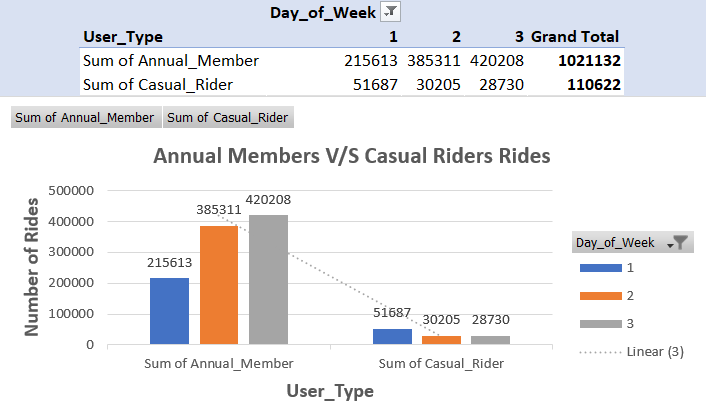 Day_of_Week
User_Type 1 2 3 Grand Total
Sum of Annual_Member 215613 385311 420208 1021132
Sum of Casual_Rider 51687 30205 28730 110622
Sum of Annual_Member Sum of Casual_Rider
Annual Members V/S Casual Riders Rides
Number of Rides
500000
400000
300000
200000
100000
0
215613
385311
420208
51687
30205
28730
Sum of Annual_Member Sum of Casual_Rider
User_Type
Day_of_Week
1
2
3
Linear (3)